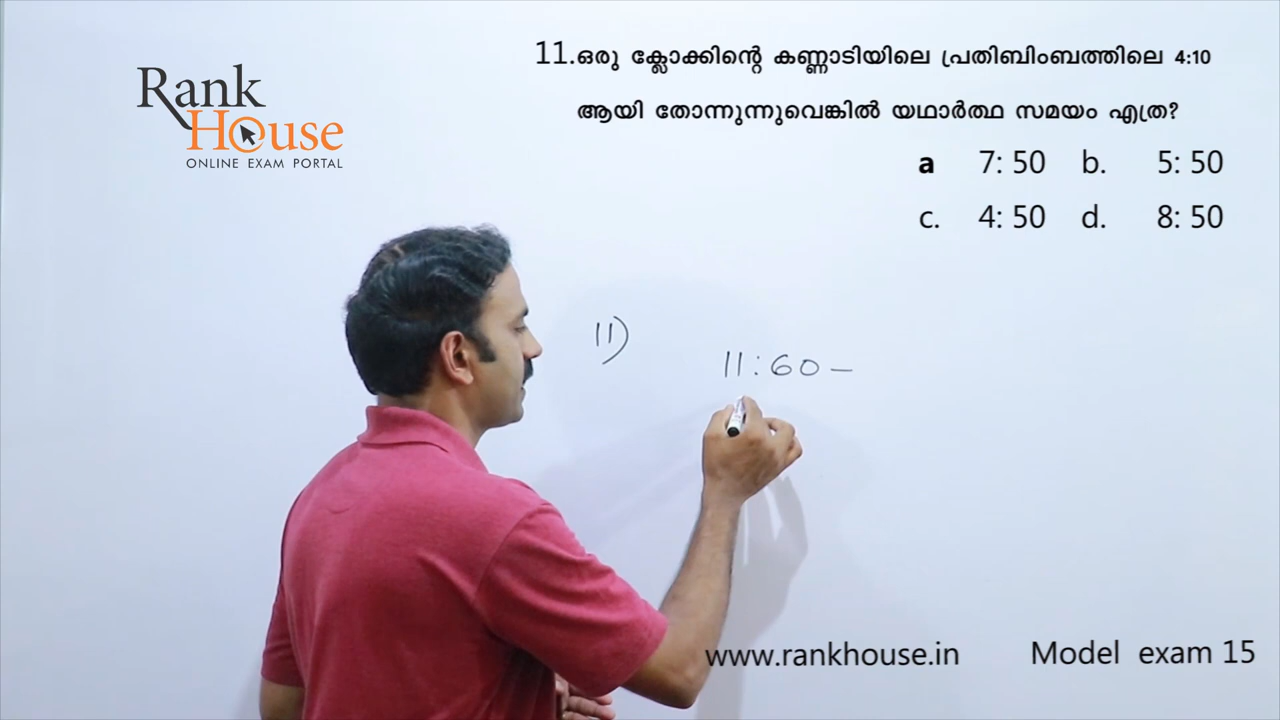 Rank
House
ONLINE EXAM PORTAL
11.ഒരു ക്ലോക്കിന്റെ കണ്ണാടിയിലെ പ്രതിബിംബത്തിലെ 4:10
ആയി തോന്നുന്നുവെങ്കിൽ യഥാർത്ഥ സമയം എത്ര?
a 7: 50 b. 5: 50
c. 4: 50 d. 8: 50
11)
11:60 –
www.rankhouse.in Model exam 15